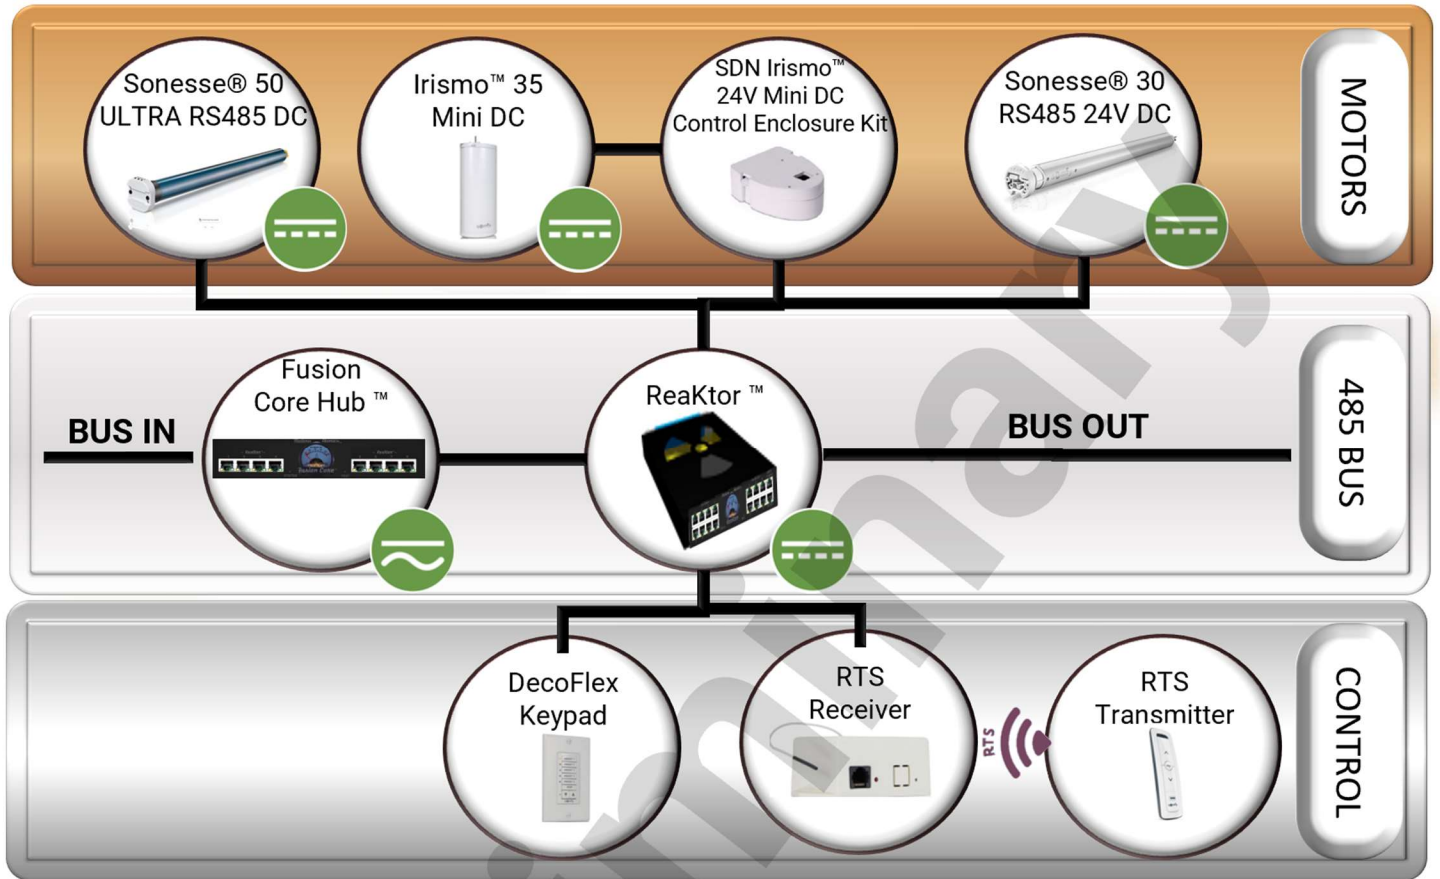 Sonesse® 50
ULTRA RS485 DC
Irismo™ 35
Mini DC
SDN Irismo™
24V Mini DC
Control Enclosure Kit
Sonesse® 30
RS485 24V DC
MOTORS
Fusion
Core Hub ™
ReaKtor ™
BUS IN
BUS OUT
485 BUS
DecoFlex
Keypad
RTS
Receiver
RTS
RTS
Transmitter
CONTROL